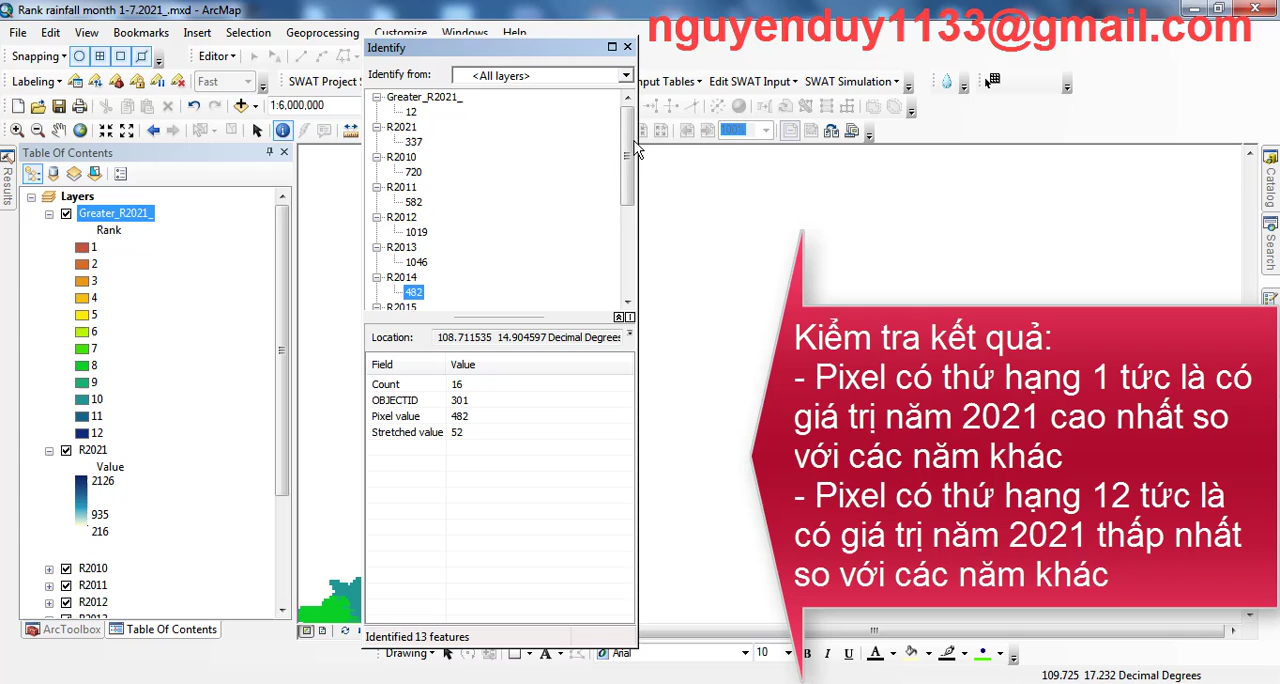 Rank rainfall month 1-7.2021_.mxd - ArcMap
nguyenduy1133@gmail.com
File Edit View Bookmarks Insert Selection Geoprocessing Customize Windows Help
Snapping Editor
Labeling Fast SWAT Project S
nput Tables Edit SWAT Input SWAT Simulation
1:6,000,000
100%
Table Of Contents
Layers
Greater_R2021_
Rank
1
2
3
4
5
6
7
8
9
10
11
12
R2021
Value
2126
935
216
R2010
R2011
R2012
R2013
ArcToolbox Table Of Contents
Results
Identify
Identify from: <All layers>
Greater_R2021_
12
R2021
337
R2010
720
R2011
582
R2012
1019
R2013
1046
R2014
482
R2015
Location: 108.711535 14.904597 Decimal Degrees
Field Value
Count 16
OBJECTID 301
Pixel value 482
Stretched value 52
Identified 13 features
Kiểm tra kết quả:
- Pixel có thứ hạng 1 tức là có
giá trị năm 2021 cao nhất so
với các năm khác
- Pixel có thứ hạng 12 tức là
có giá trị năm 2021 thấp nhất
so với các năm khác
Catalog
Search
Drawing A Arial 10 B I U A
109.725 17.232 Decimal Degrees